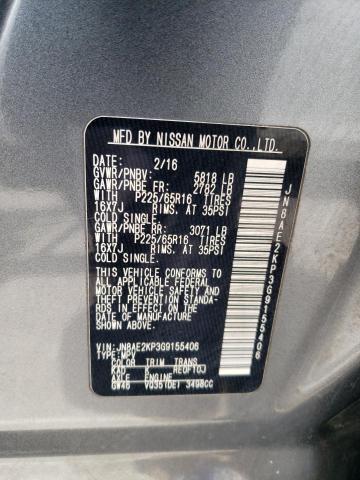 MFD BY NISSAN MOTOR CO.,LTD.
DATE: 2/16
GVWR/PNBV: 5818 LB
GAWR/PNBE FR: 2782 LB
WITH P225/65R16 TIRES
16X7J RIMS, AT 35PSI
COLD SINGLE
GAWR/PNBE RR: 3071 LB
WITH P225/65R16 TIRES
16X7J RIMS, AT 35PSI
COLD SINGLE
THIS VEHICLE CONFORMS TO
ALL APPLICABLE FEDERAL
MOTOR VEHICLE SAFETY AND
THEFT PREVENTION STANDA-
RDS IN EFFECT ON THE DATE
OF MANUFACTURE SHOWN
ABOVE.
VIN:JN8AE2KP3G9155406
TYPE:MPV
COLOR TRIM TRANS
KAD K RE0F10J
AXLE ENGINE
GW46 VQ35(DE) 3498CC
JN8AE2KP3G9155406